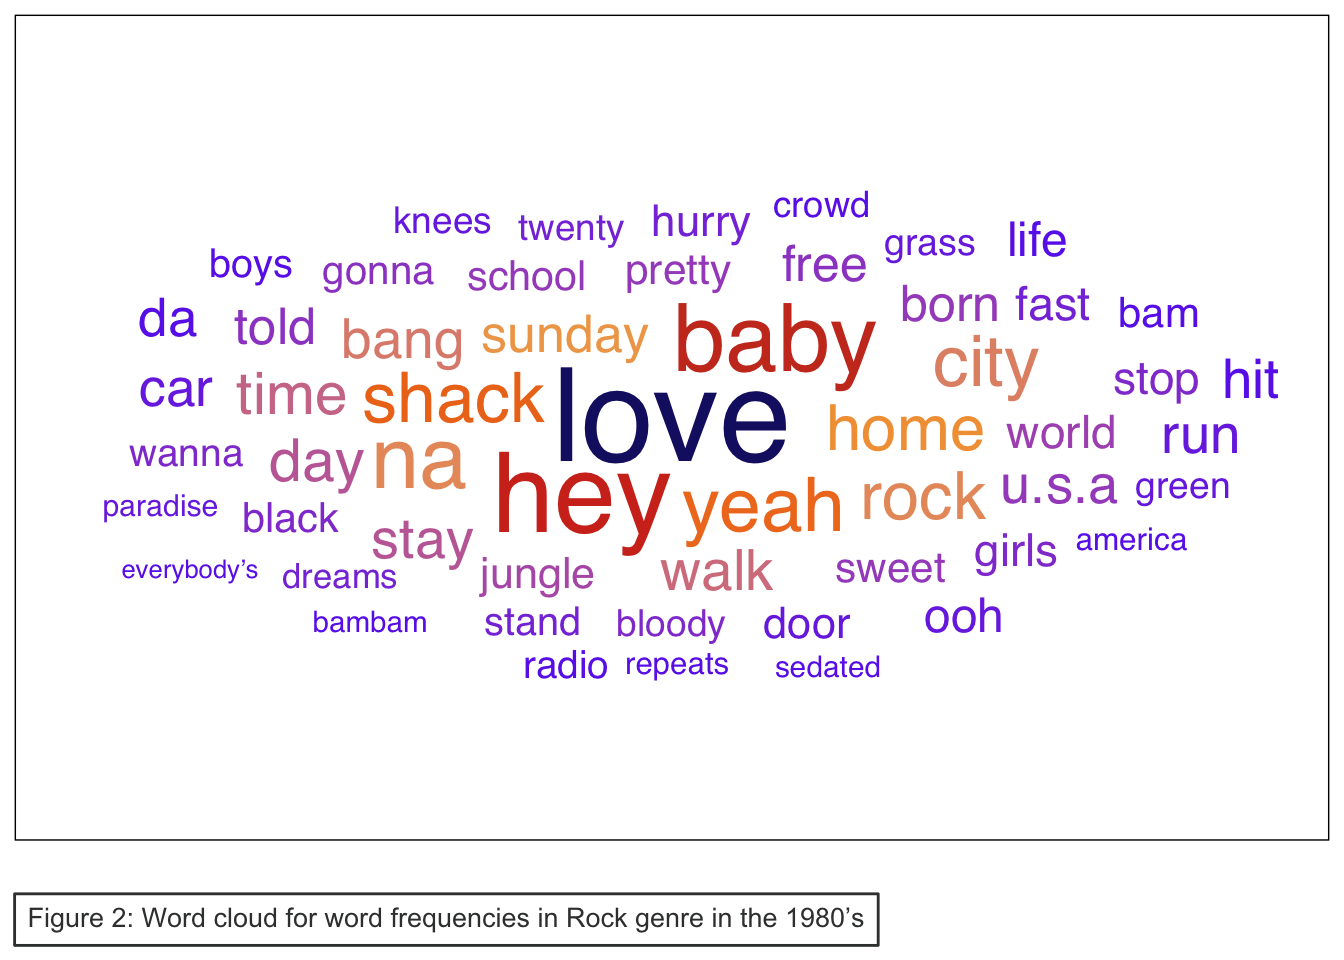 crowd
knees twenty hurry
grass life
boys gonna school pretty free
da told bang sunday baby born fast bam
car time shack love city stop hit
wanna day na home world run
paradise black hey yeah rock u.s.a green
stay
everybody’s dreams jungle walk sweet girls america
bambam stand bloody door ooh
radio repeats sedated
Figure 2: Word cloud for word frequencies in Rock genre in the 1980’s